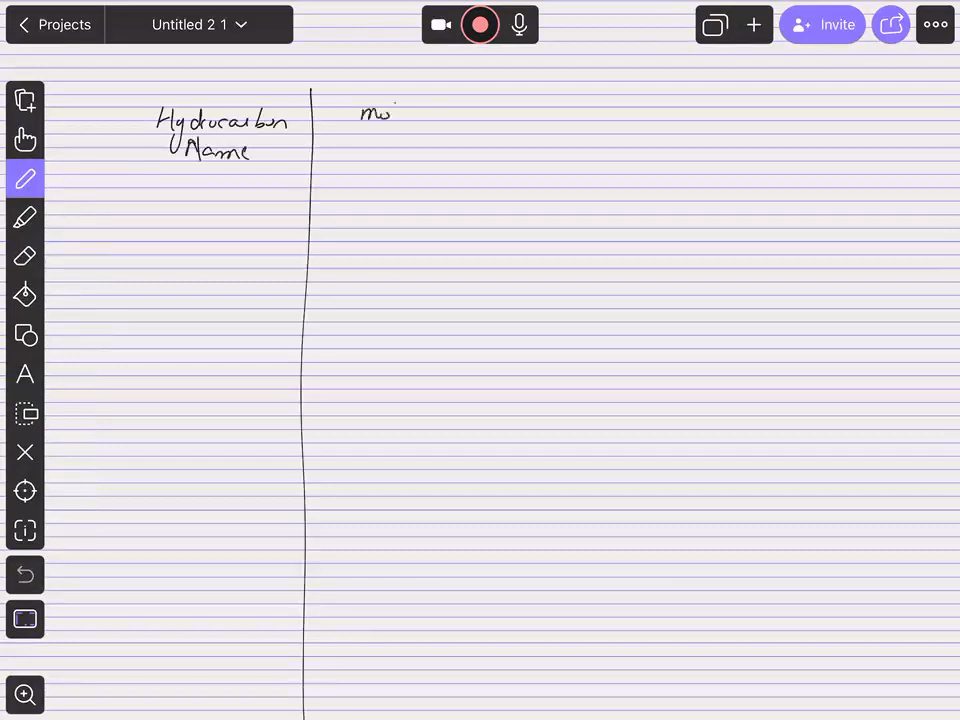 Projects
Untitled 2 1
Invite
Hydrocarbon
Name